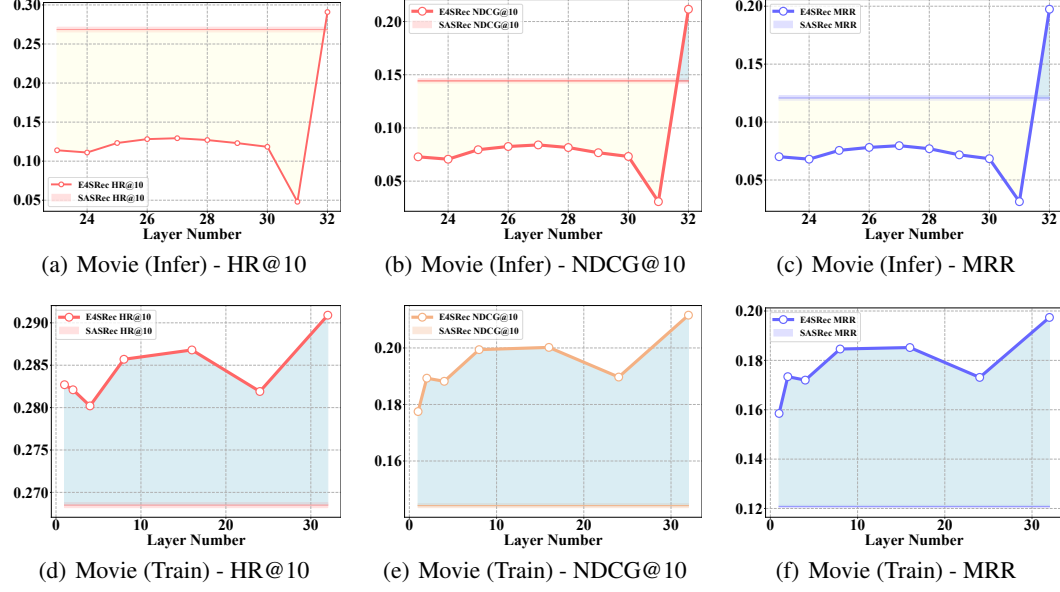 0.30
0.25
0.20
0.15
0.10
0.05
E4SRec HR@10
SASRec HR@10
24 26 28 30 32
Layer Number
(a) Movie (Infer) - HR@10
0.20
0.15
0.10
0.05
E4SRec NDCG@10
SASRec NDCG@10
24 26 28 30 32
Layer Number
(b) Movie (Infer) - NDCG@10
0.20
0.15
0.10
0.05
E4SRec MRR
SASRec MRR
24 26 28 30 32
Layer Number
(c) Movie (Infer) - MRR
0.290
0.285
0.280
0.275
0.270
E4SRec HR@10
SASRec HR@10
0 10 20 30
Layer Number
(d) Movie (Train) - HR@10
0.20
0.18
0.16
E4SRec NDCG@10
SASRec NDCG@10
0 10 20 30
Layer Number
(e) Movie (Train) - NDCG@10
0.20
0.18
0.16
0.14
0.12
E4SRec MRR
SASRec MRR
0 10 20 30
Layer Number
(f) Movie (Train) - MRR